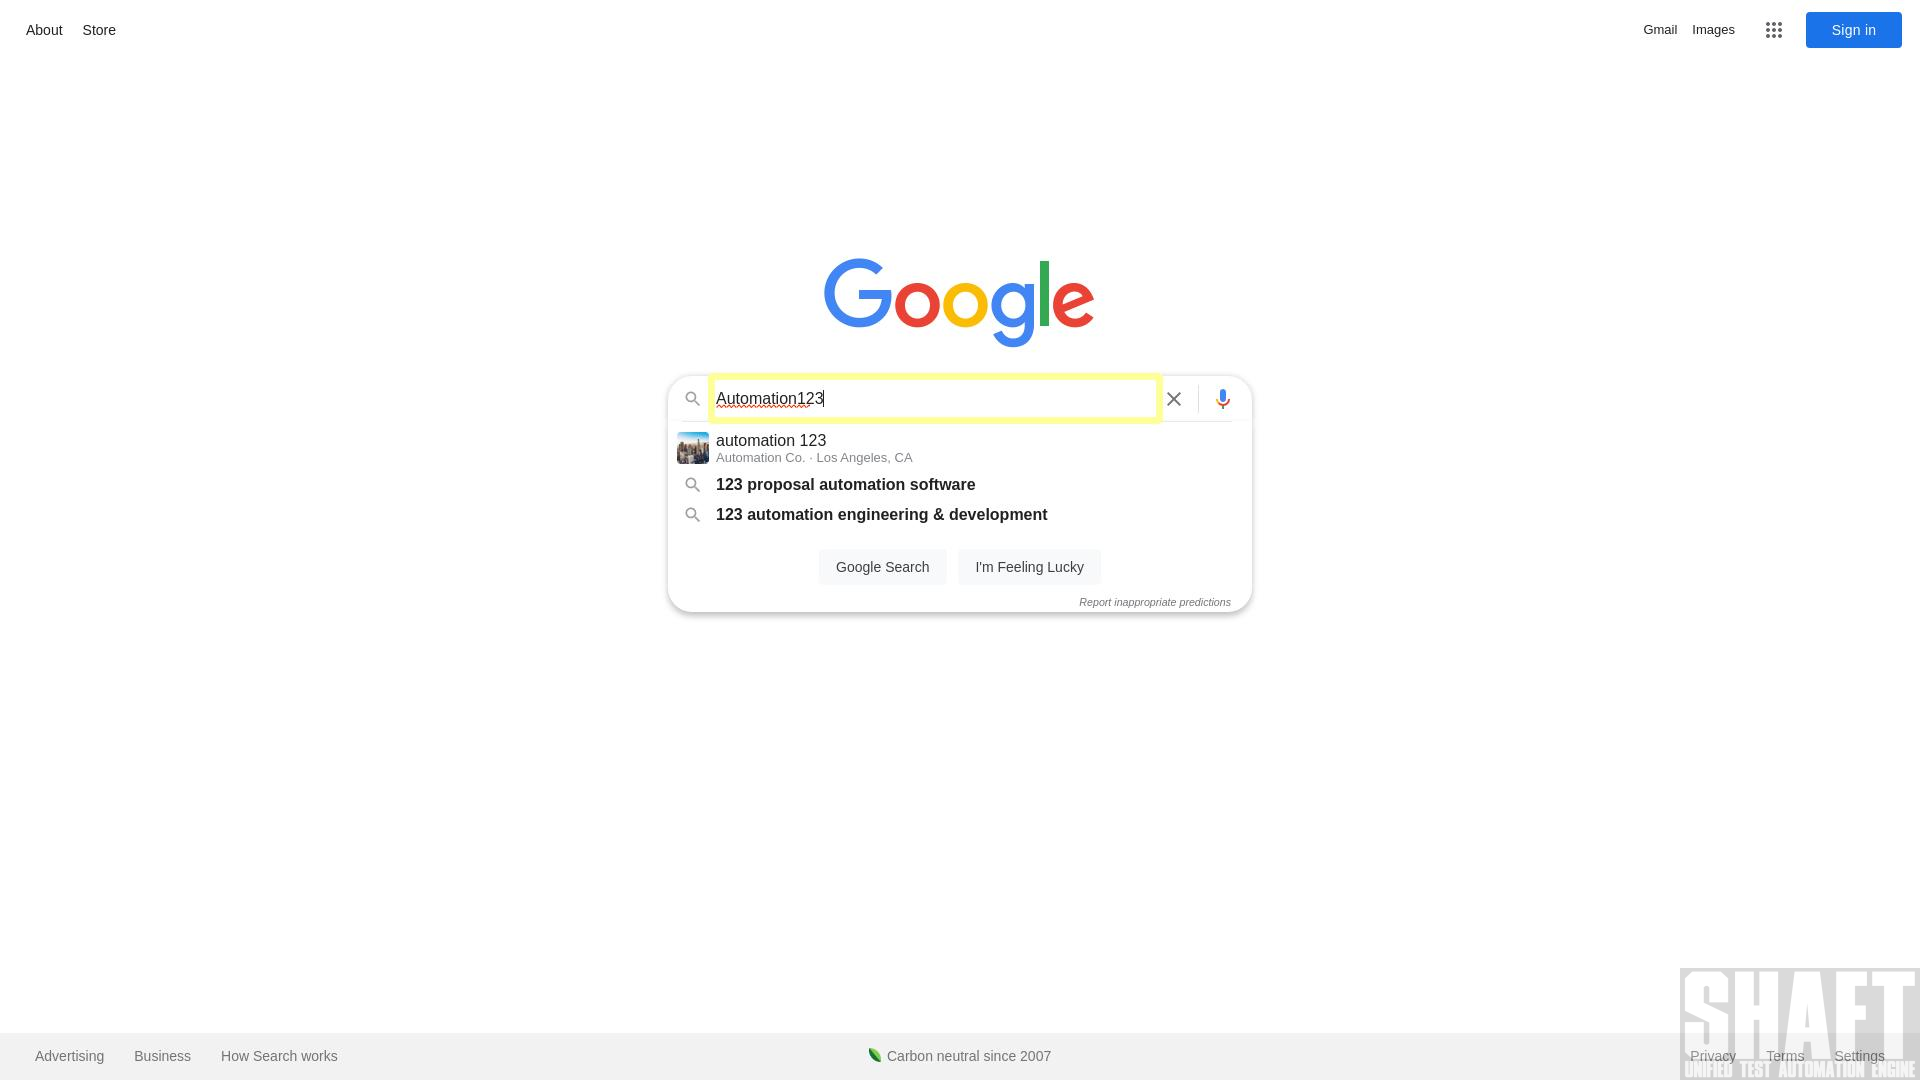 About Store
Gmail Images Sign in
Google
Automation123
automation 123
Automation Co. · Los Angeles, CA
123 proposal automation software
123 automation engineering & development
Google Search I'm Feeling Lucky
Report inappropriate predictions
SHAFT
Advertising Business How Search works Carbon neutral since 2007 Privacy Terms Settings
UNIFIED TEST AUTOMATION ENGINE